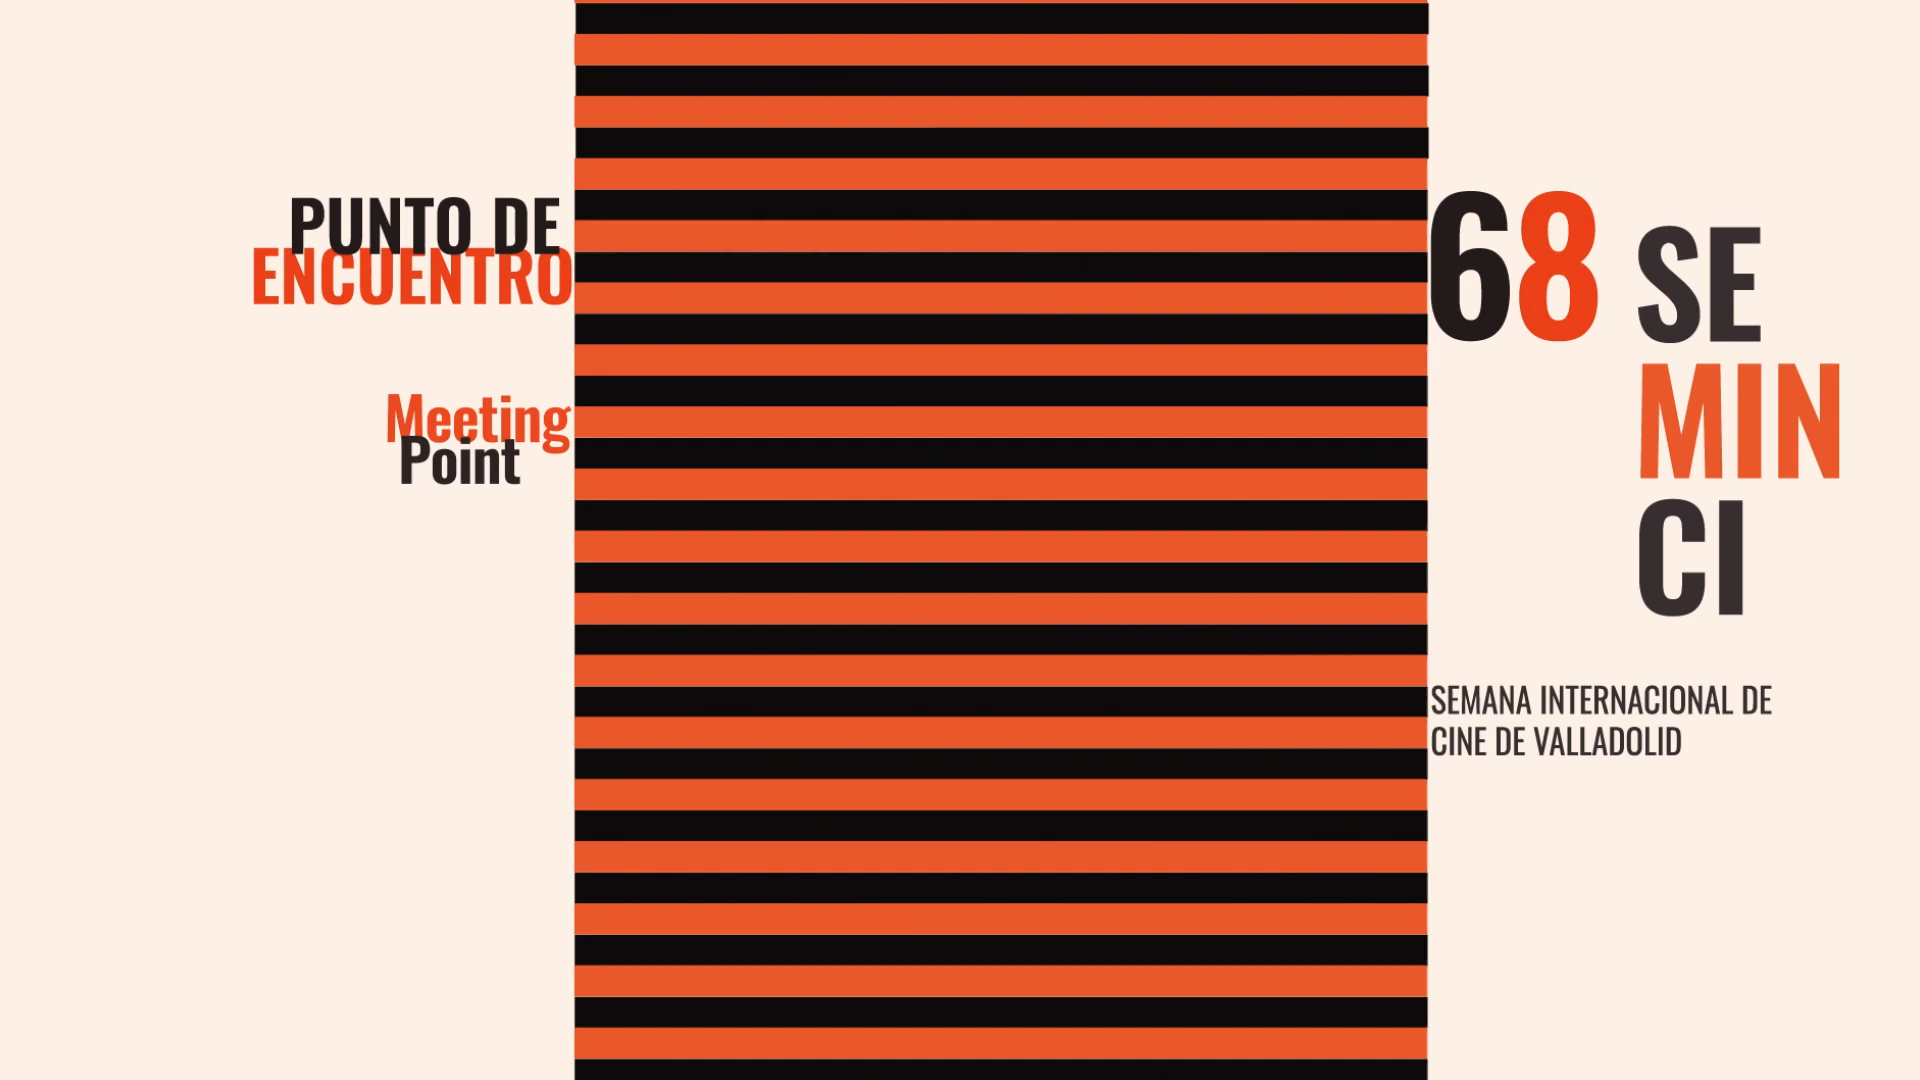 PUNTO DE
ENCUENTRO
Meeting
Point
68 SE
MIN
CI
SEMANA INTERNACIONAL DE
CINE DE VALLADOLID